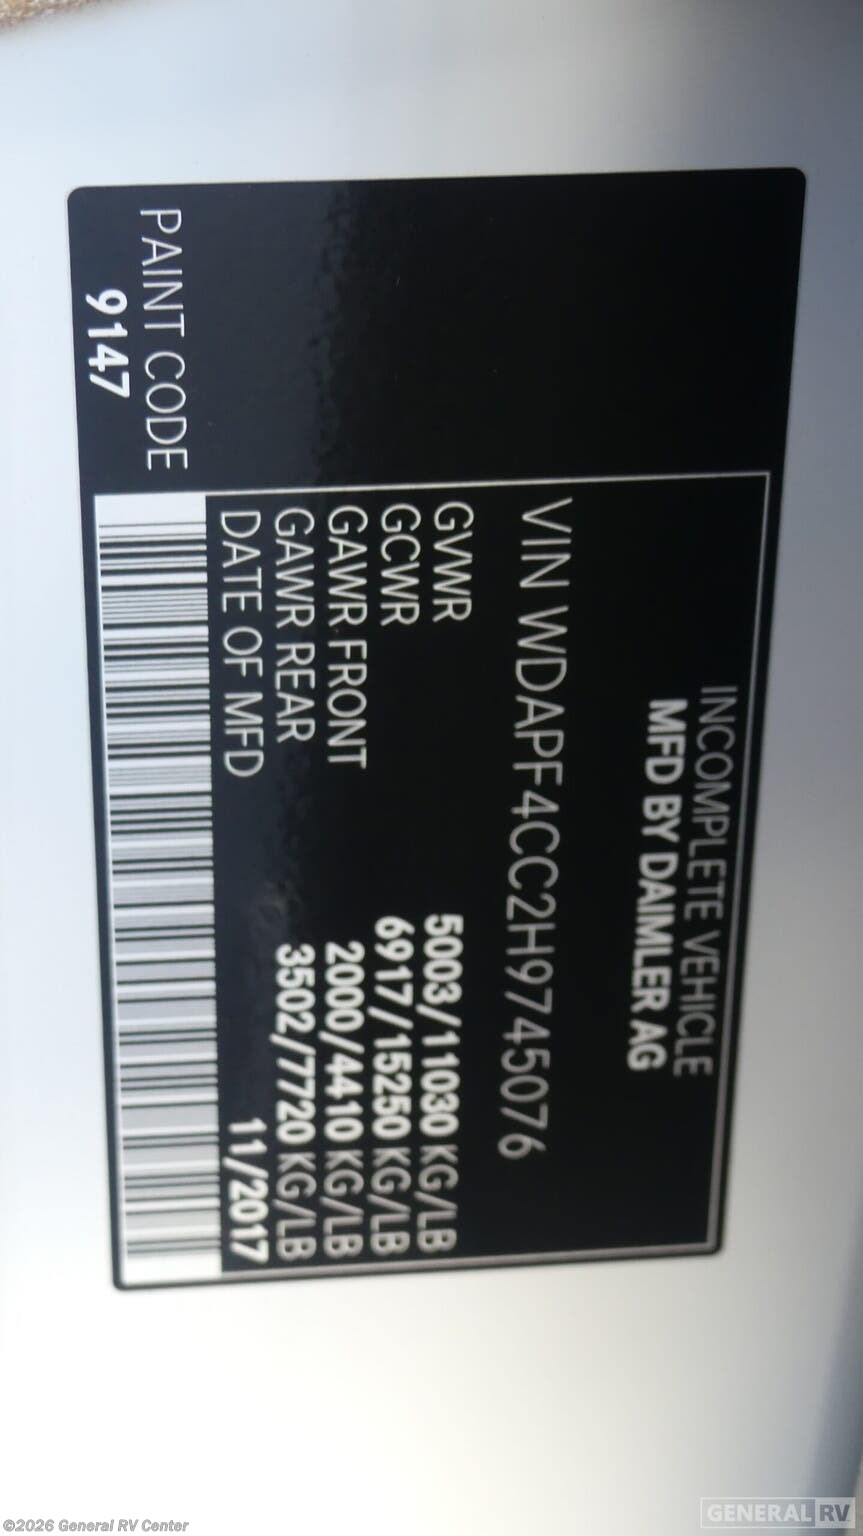 INCOMPLETE VEHICLE
MFD BY DAIMLER AG
VIN WDAPF4CC2H9745076
GVWR 5003/11030 KG/LB
GCWR 6917/15250 KG/LB
GAWR FRONT 2000/4410 KG/LB
GAWR REAR 3502/7720 KG/LB
DATE OF MFD 11/2017
PAINT CODE
9147
©2026 General RV Center
GENERAL RV